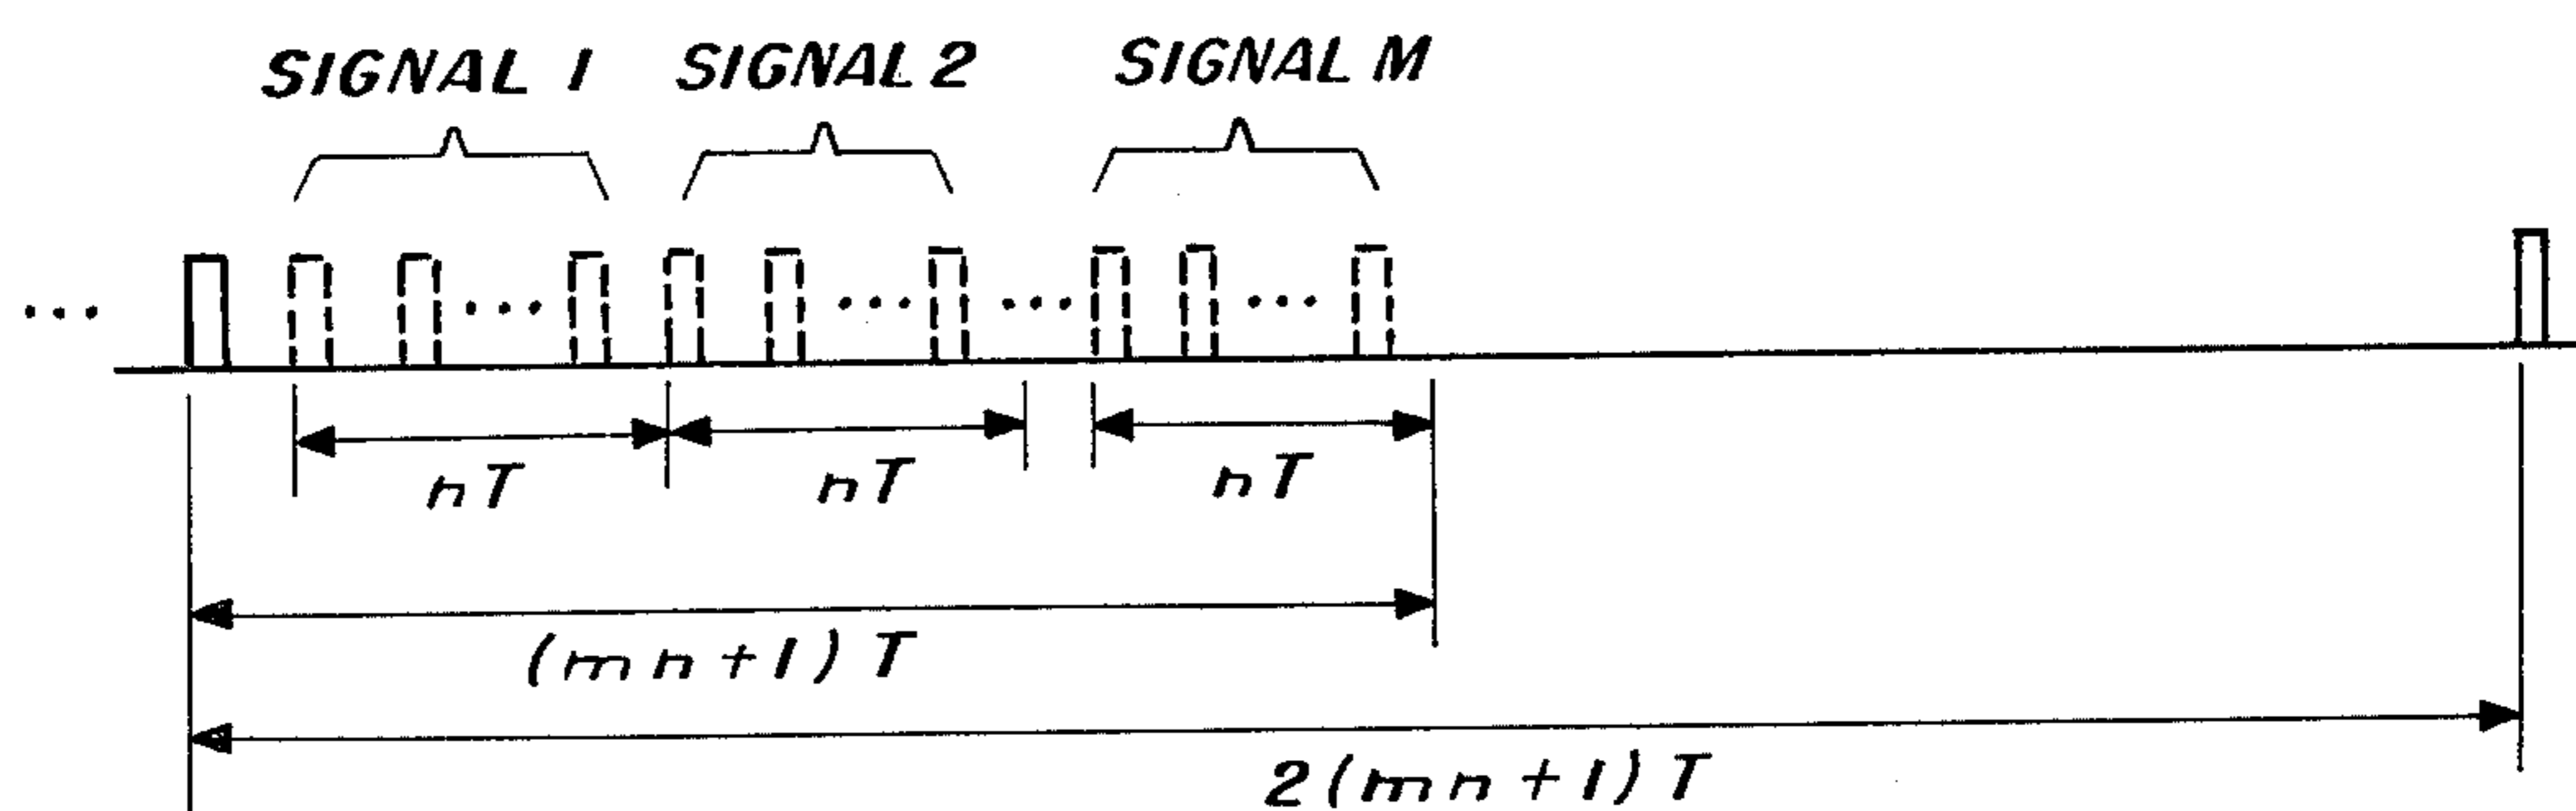 SIGNAL 1 SIGNAL 2 SIGNAL M
... ... ... ... ...
nT nT nT
(mn+1)T
2(mn+1)T